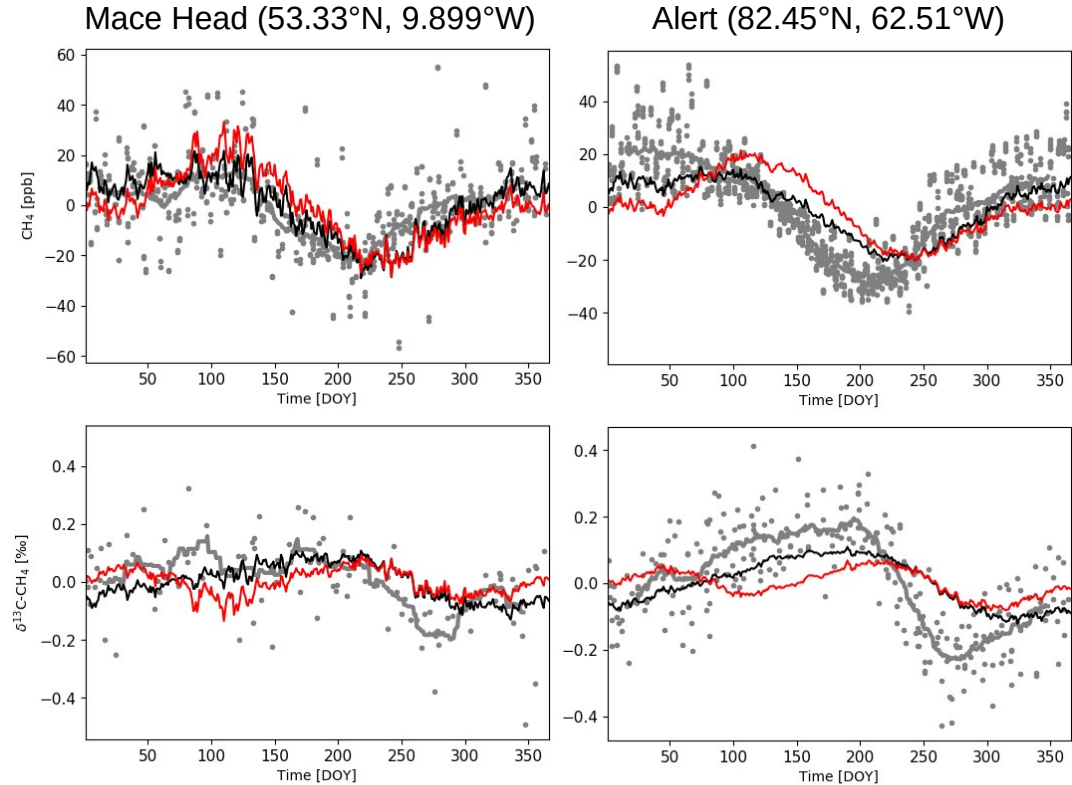 Mace Head (53.33°N, 9.899°W)
Alert (82.45°N, 62.51°W)
CH₄ [ppb]
60
40
20
0
−20
−40
−60
50 100 150 200 250 300 350
Time [DOY]
40
20
0
−20
−40
50 100 150 200 250 300 350
Time [DOY]
δ¹³C-CH₄ [‰]
0.4
0.2
0.0
−0.2
−0.4
50 100 150 200 250 300 350
Time [DOY]
0.4
0.2
0.0
−0.2
−0.4
50 100 150 200 250 300 350
Time [DOY]